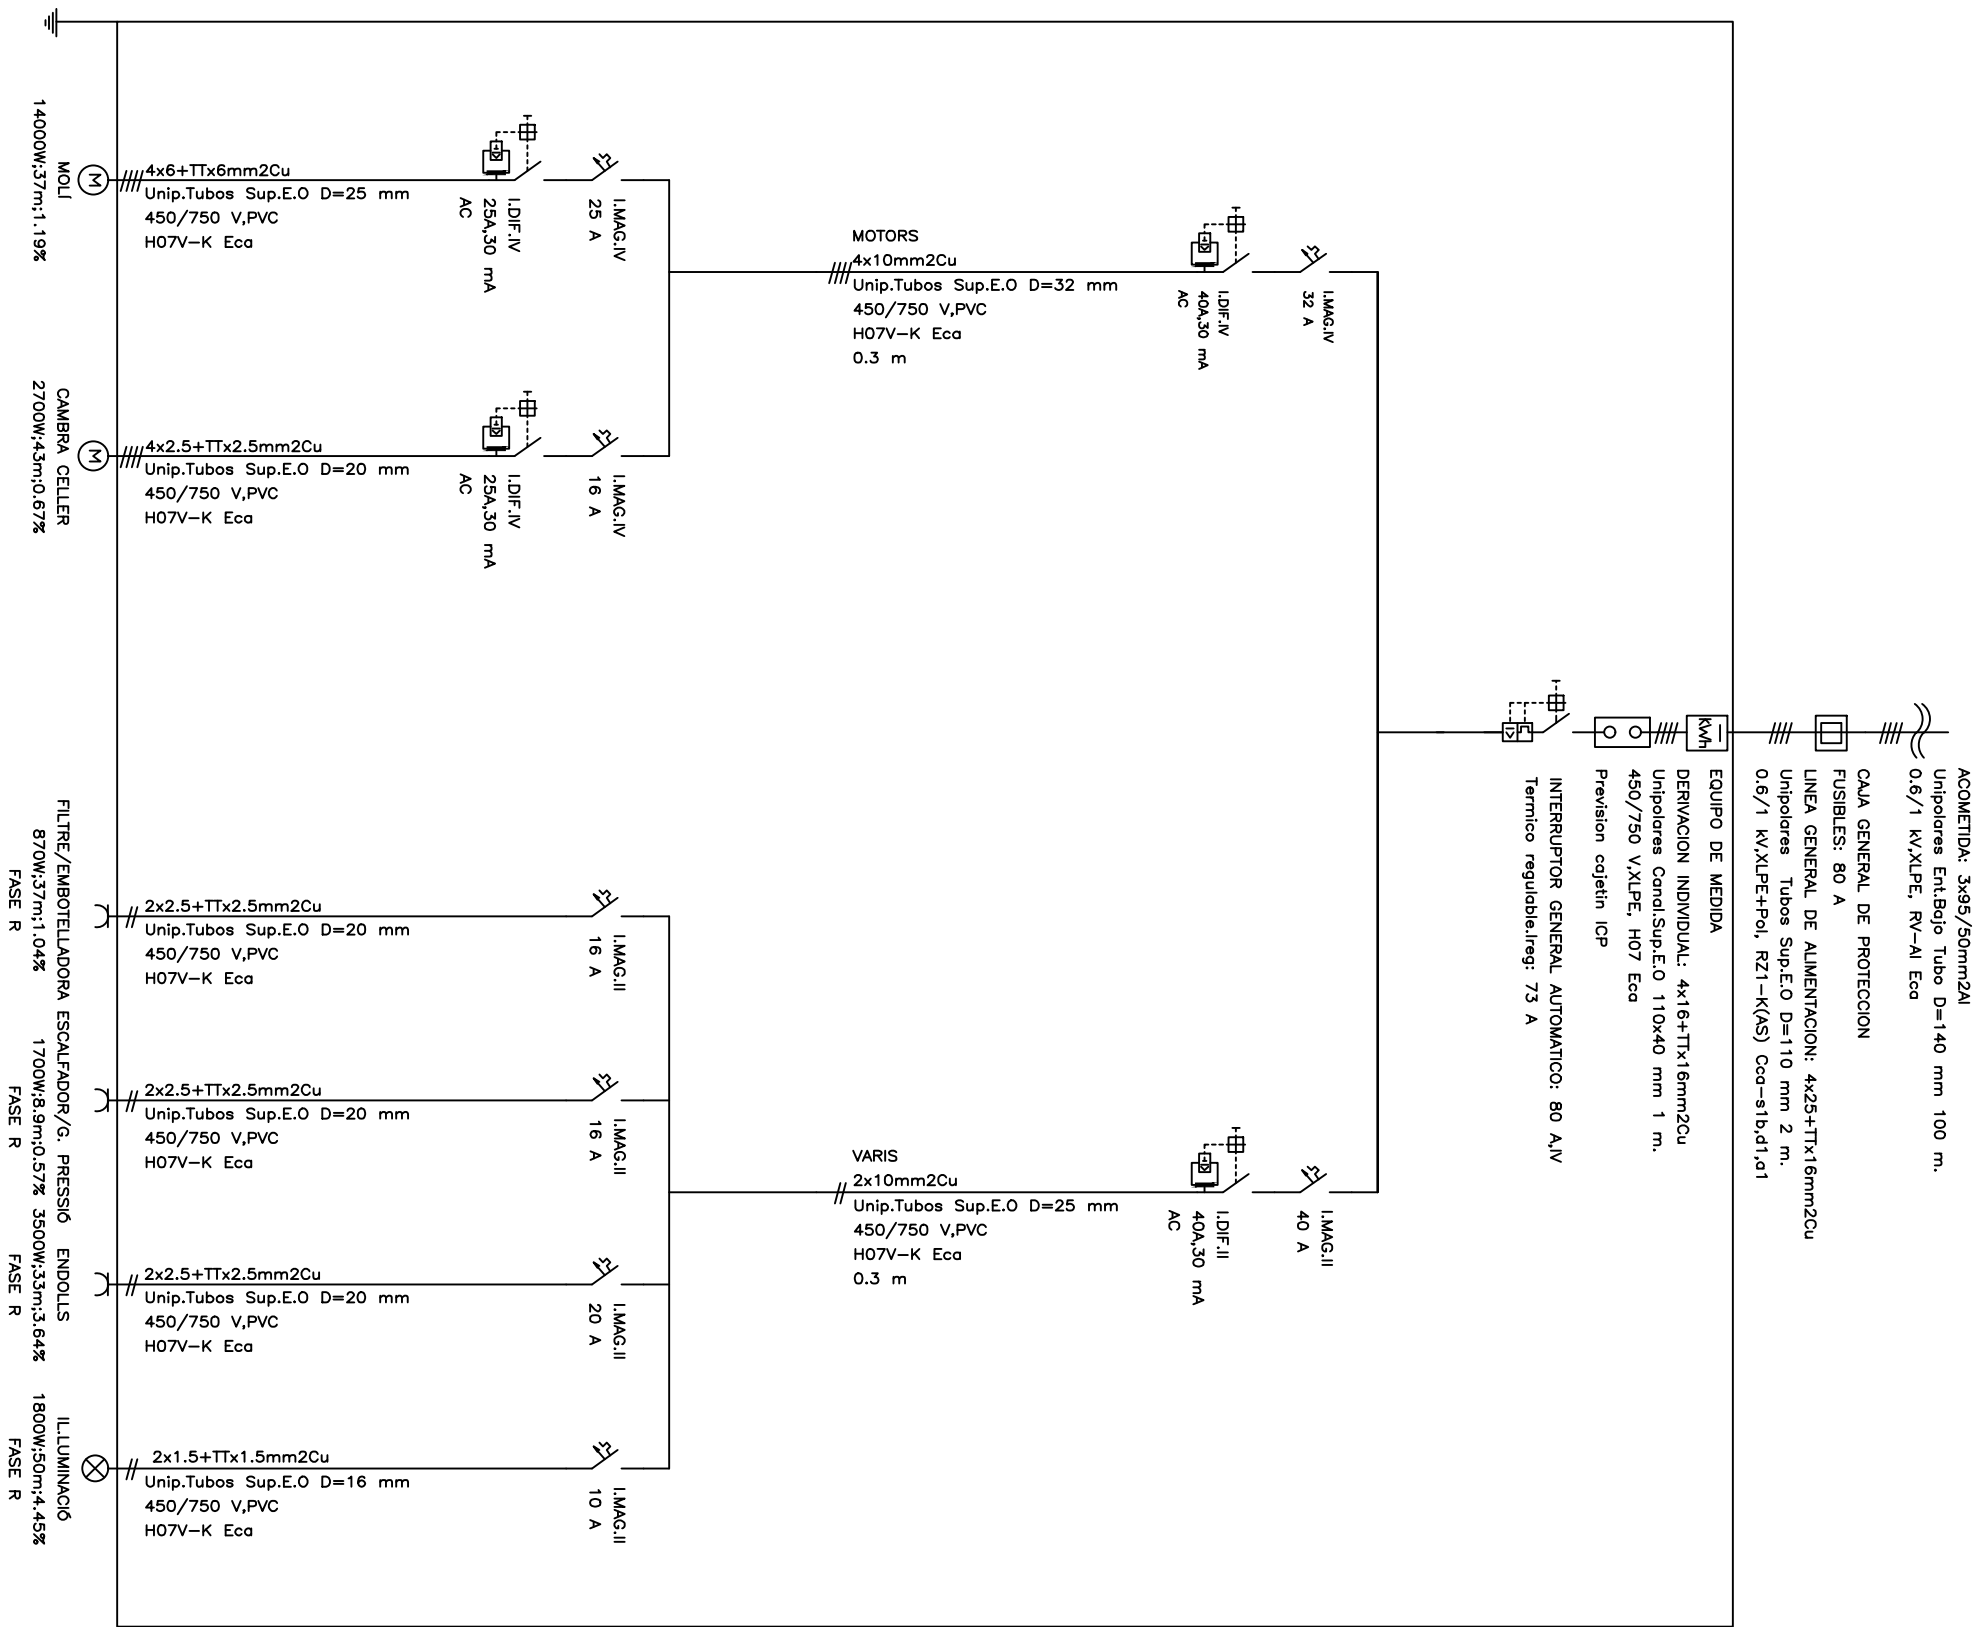 ACOMETIDA: 3x95/50mm2Al
Unipolares Ent.Bajo Tubo D=140 mm 100 m.
0.6/1 kV,XLPE, RV-Al Eca
CAJA GENERAL DE PROTECCION
FUSIBLES: 80 A
LINEA GENERAL DE ALIMENTACION: 4x25+TTx16mm2Cu
Unipolares Tubos Sup.E.O D=110 mm 2 m.
0.6/1 kV,XLPE+Pol, RZ1-K(AS) Cca-s1b,d1,a1
kWh
EQUIPO DE MEDIDA
DERIVACION INDIVIDUAL: 4x16+TTx16mm2Cu
Unipolares Canal.Sup.E.O 110x40 mm 1 m.
450/750 V,XLPE, H07 Eca
Prevision cajetin ICP
INTERRUPTOR GENERAL AUTOMATICO: 80 A,IV
Termico regulable.Ireg: 73 A
I.MAG.IV
32 A
I.DIF.IV
40A,30 mA
AC
MOTORS
4x10mm2Cu
Unip.Tubos Sup.E.O D=32 mm
450/750 V,PVC
H07V-K Eca
0.3 m
I.MAG.II
40 A
I.DIF.II
40A,30 mA
AC
VARIS
2x10mm2Cu
Unip.Tubos Sup.E.O D=25 mm
450/750 V,PVC
H07V-K Eca
0.3 m
I.MAG.IV
25 A
I.DIF.IV
25A,30 mA
AC
4x6+TTx6mm2Cu
Unip.Tubos Sup.E.O D=25 mm
450/750 V,PVC
H07V-K Eca
M
MOLÍ
14000W;37m;1.19%
I.MAG.IV
16 A
I.DIF.IV
25A,30 mA
AC
4x2.5+TTx2.5mm2Cu
Unip.Tubos Sup.E.O D=20 mm
450/750 V,PVC
H07V-K Eca
M
CAMBRA CELLER
2700W;43m;0.67%
I.MAG.II
16 A
2x2.5+TTx2.5mm2Cu
Unip.Tubos Sup.E.O D=20 mm
450/750 V,PVC
H07V-K Eca
FILTRE/EMBOTELLADORA
870W;37m;1.04%
FASE R
I.MAG.II
16 A
2x2.5+TTx2.5mm2Cu
Unip.Tubos Sup.E.O D=20 mm
450/750 V,PVC
H07V-K Eca
ESCALFADOR/G. PRESSIÓ
1700W;8.9m;0.57%
FASE R
I.MAG.II
20 A
2x2.5+TTx2.5mm2Cu
Unip.Tubos Sup.E.O D=20 mm
450/750 V,PVC
H07V-K Eca
ENDOLLS
3500W;33m;3.64%
FASE R
I.MAG.II
10 A
2x1.5+TTx1.5mm2Cu
Unip.Tubos Sup.E.O D=16 mm
450/750 V,PVC
H07V-K Eca
IL.LUMINACIÓ
1800W;50m;4.45%
FASE R